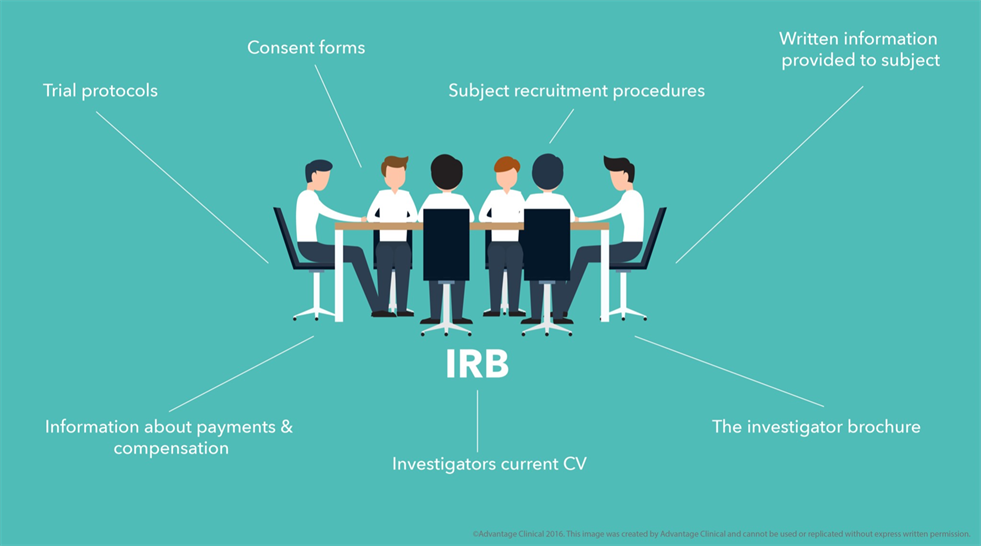 Consent forms
Written information
provided to subject
Trial protocols
Subject recruitment procedures
IRB
Information about payments &
compensation
The investigator brochure
Investigators current CV
©Advantage Clinical 2016. This image was created by Advantage Clinical and cannot be used or replicated without express written permission.